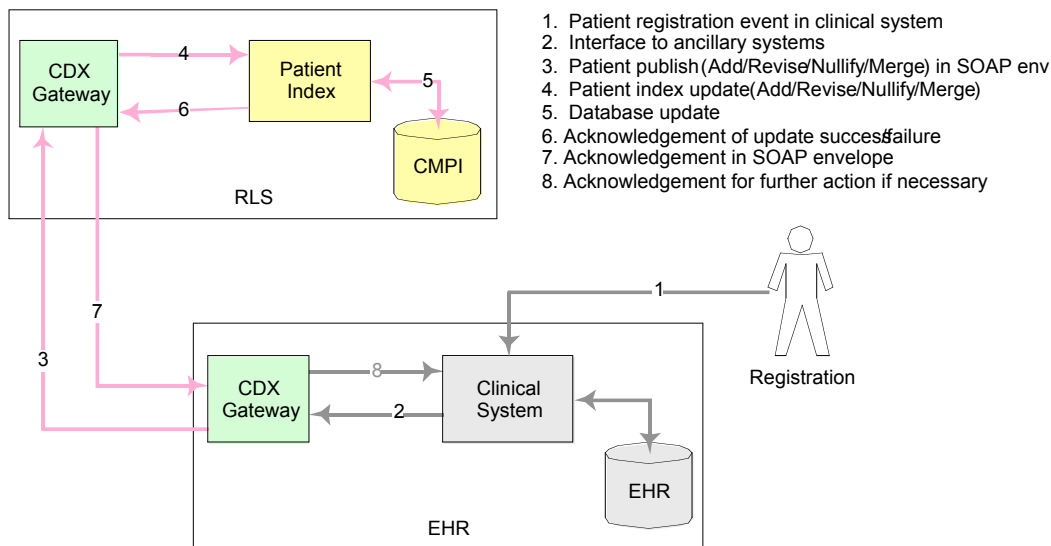 1. Patient registration event in clinical system
2. Interface to ancillary systems
3. Patient publish(Add/Revise/Nullify/Merge) in SOAP env
4. Patient index update(Add/Revise/Nullify/Merge)
5. Database update
6. Acknowledgement of update success/failure
7. Acknowledgement in SOAP envelope
8. Acknowledgement for further action if necessary
CDX
Gateway
4
6
Patient
Index
5
CMPI
RLS
1
7
3
Registration
CDX
Gateway
8
2
Clinical
System
EHR
EHR